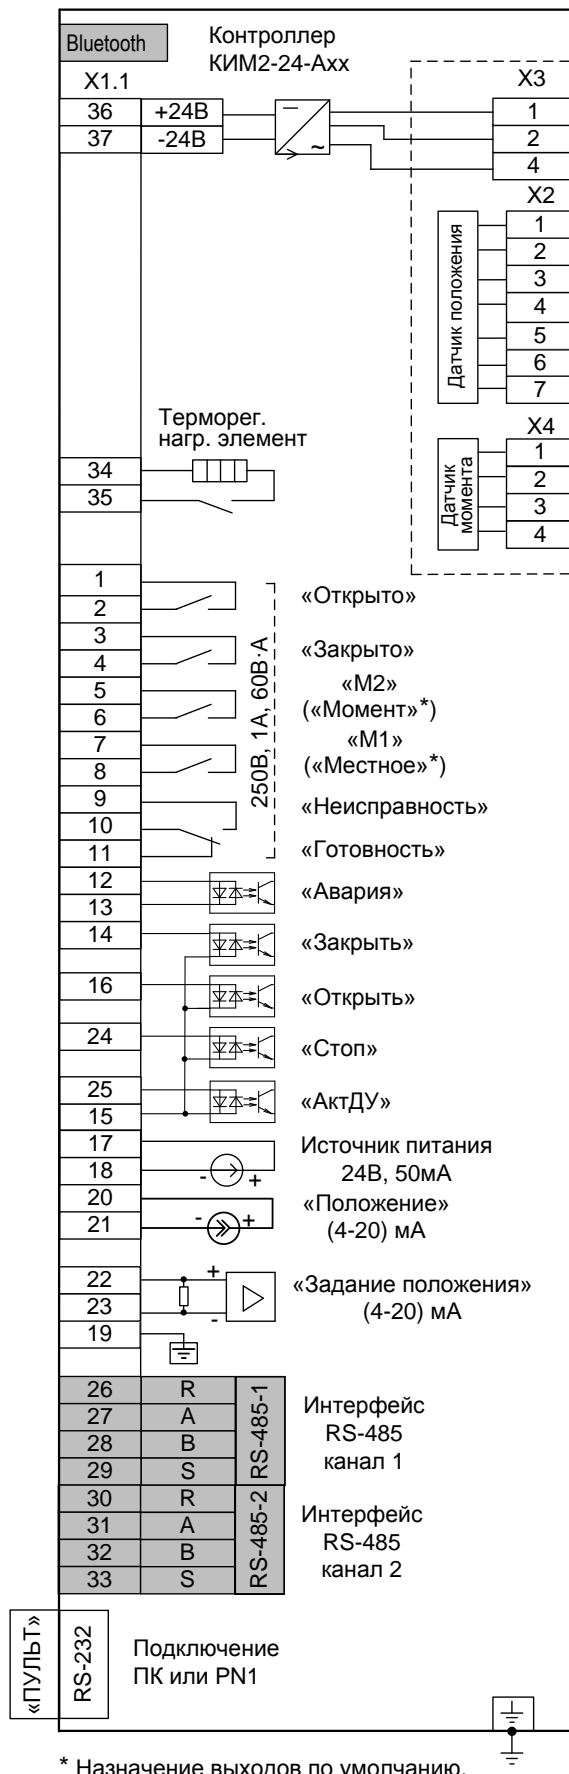 Bluetooth
Контроллер
КИМ2-24-Ахх
X1.1
X3
36 +24В
37 -24В
1
2
4
X2
Датчик положения
1
2
3
4
5
6
7
Терморег.
нагр. элемент
34
35
X4
Датчик
момента
1
2
3
4
1
2
«Открыто»
3
4
«Закрыто»
5
6
«М2»
(«Момент»*)
7
8
«М1»
(«Местное»*)
250В, 1А, 60В·А
9
10
11
«Неисправность»
«Готовность»
12
13
«Авария»
14
«Закрыть»
16
«Открыть»
24
«Стоп»
25
15
«АктДУ»
17
18
- +
Источник питания
24В, 50мА
20
21
- +
«Положение»
(4-20) мА
22
23
+
-
«Задание положения»
(4-20) мА
19
26 R
27 A
28 B
29 S
RS-485-1
Интерфейс
RS-485
канал 1
30 R
31 A
32 B
33 S
RS-485-2
Интерфейс
RS-485
канал 2
«ПУЛЬТ»
RS-232
Подключение
ПК или PN1
* Назначение выходов по умолчанию.